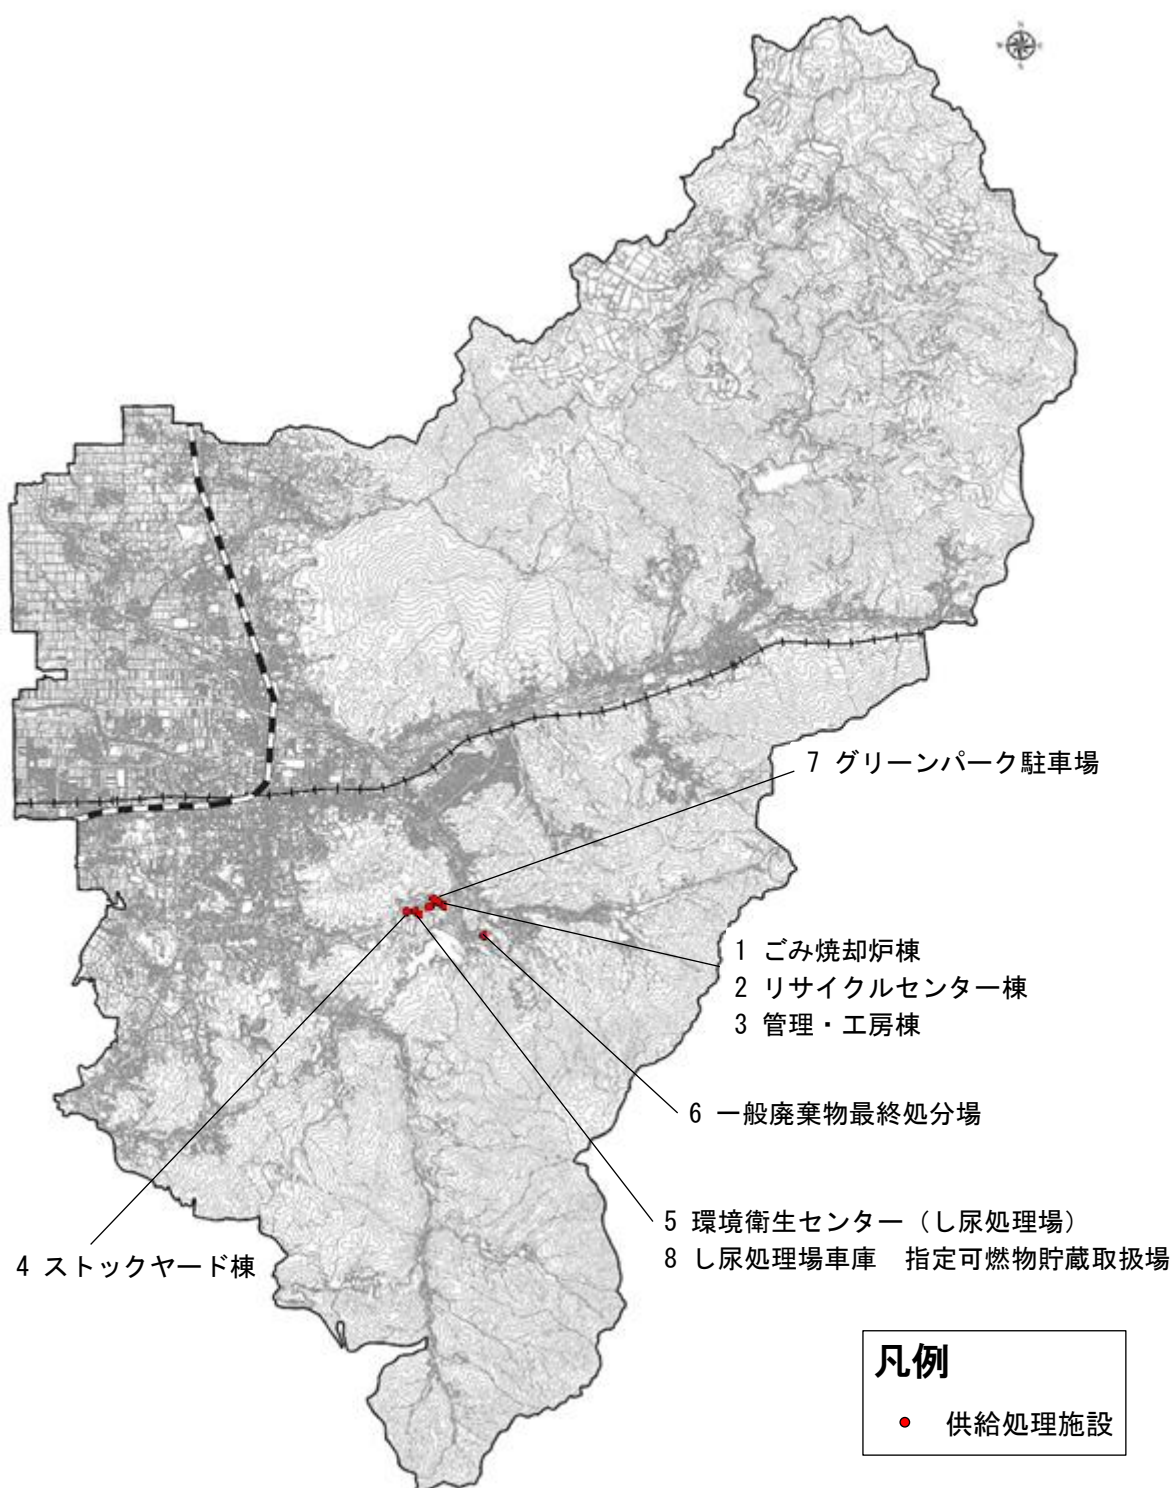 N
W
E
S
7 グリーンパーク駐車場
1 ごみ焼却炉棟
2 リサイクルセンター棟
3 管理・工房棟
6 一般廃棄物最終処分場
5 環境衛生センター（し尿処理場）
8 し尿処理場車庫　指定可燃物貯蔵取扱場
4 ストックヤード棟
凡例
供給処理施設